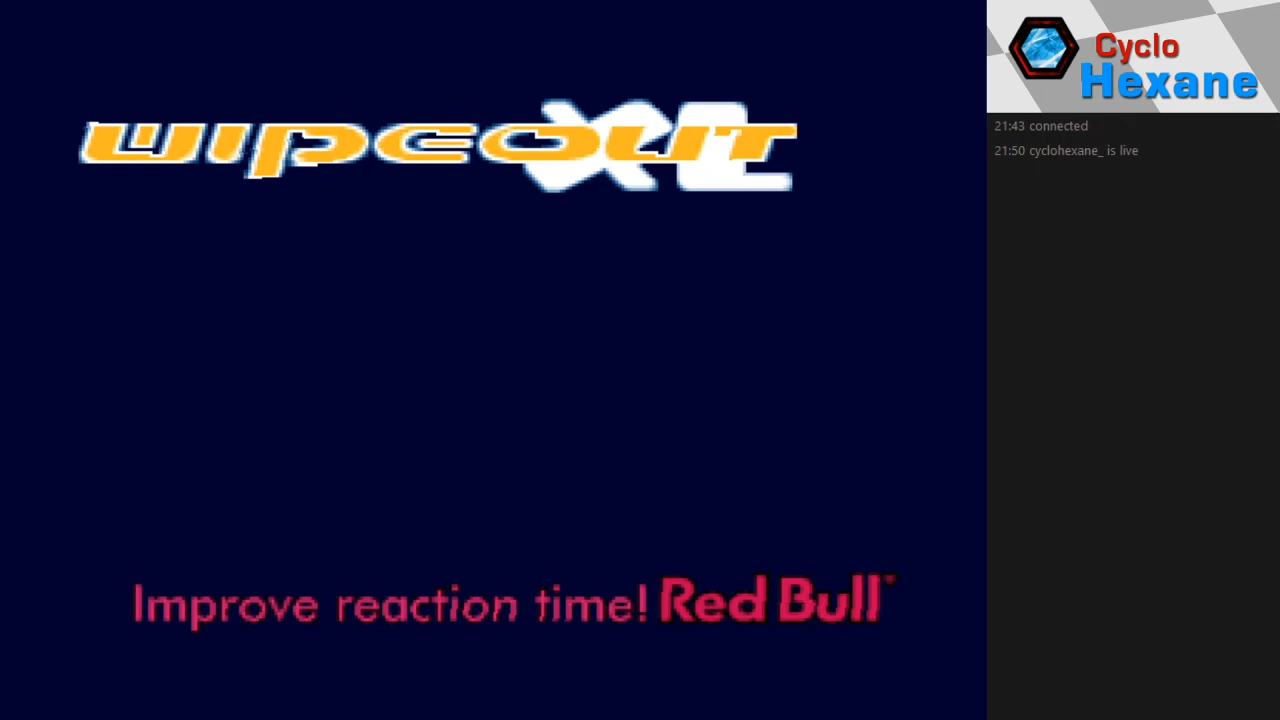 wipeout XL
Improve reaction time! Red Bull
Cyclo
Hexane
21:43 connected
21:50 cyclohexane_ is live